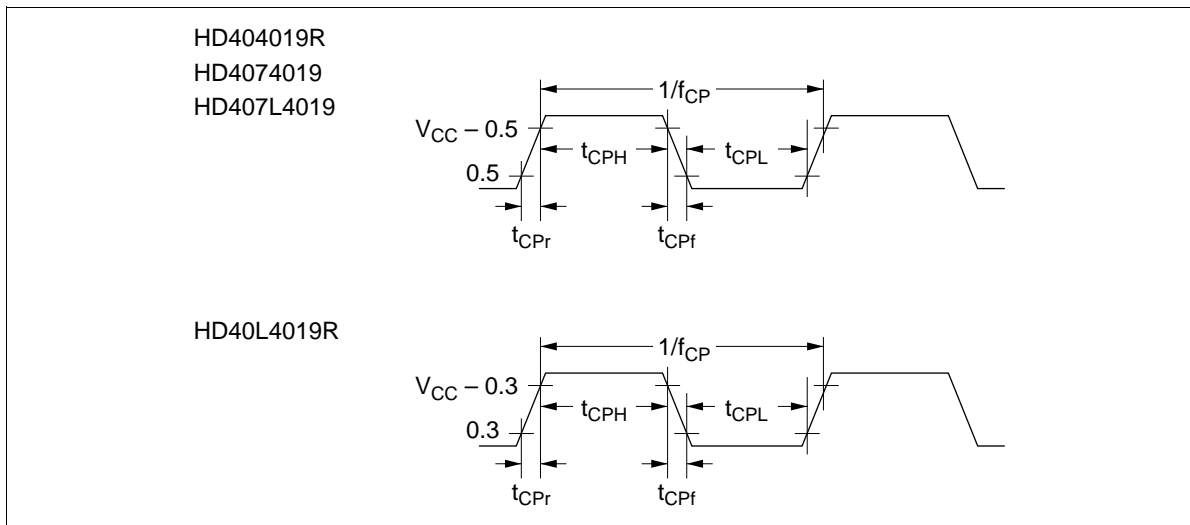 HD404019R
HD4074019
HD407L4019
1/fCP
VCC – 0.5
tCPH
tCPL
0.5
tCPr
tCPf
HD40L4019R
1/fCP
VCC – 0.3
tCPH
tCPL
0.3
tCPr
tCPf